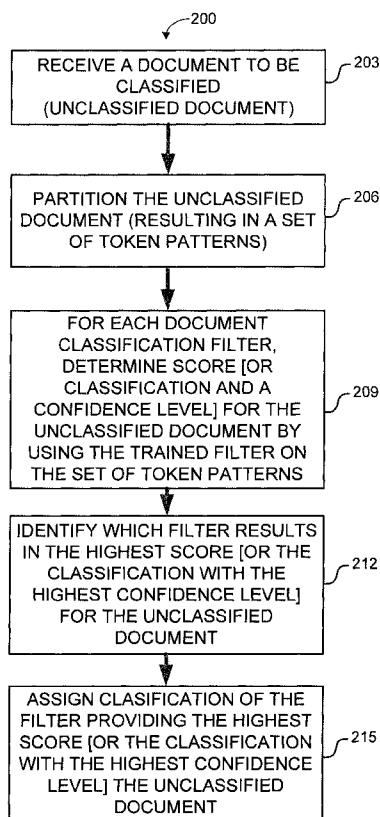 200
RECEIVE A DOCUMENT TO BE
CLASSIFIED
(UNCLASSIFIED DOCUMENT)
203
PARTITION THE UNCLASSIFIED
DOCUMENT (RESULTING IN A SET
OF TOKEN PATTERNS)
206
FOR EACH DOCUMENT
CLASSIFICATION FILTER,
DETERMINE SCORE [OR
CLASSIFICATION AND A
CONFIDENCE LEVEL] FOR THE
UNCLASSIFIED DOCUMENT BY
USING THE TRAINED FILTER ON
THE SET OF TOKEN PATTERNS
209
IDENTIFY WHICH FILTER RESULTS
IN THE HIGHEST SCORE [OR THE
CLASSIFICATION WITH THE
HIGHEST CONFIDENCE LEVEL]
FOR THE UNCLASSIFIED
DOCUMENT
212
ASSIGN CLASIFICATION OF THE
FILTER PROVIDING THE HIGHEST
SCORE [OR THE CLASSIFICATION
WITH THE HIGHEST CONFIDENCE
LEVEL] THE UNCLASSIFIED
DOCUMENT
215